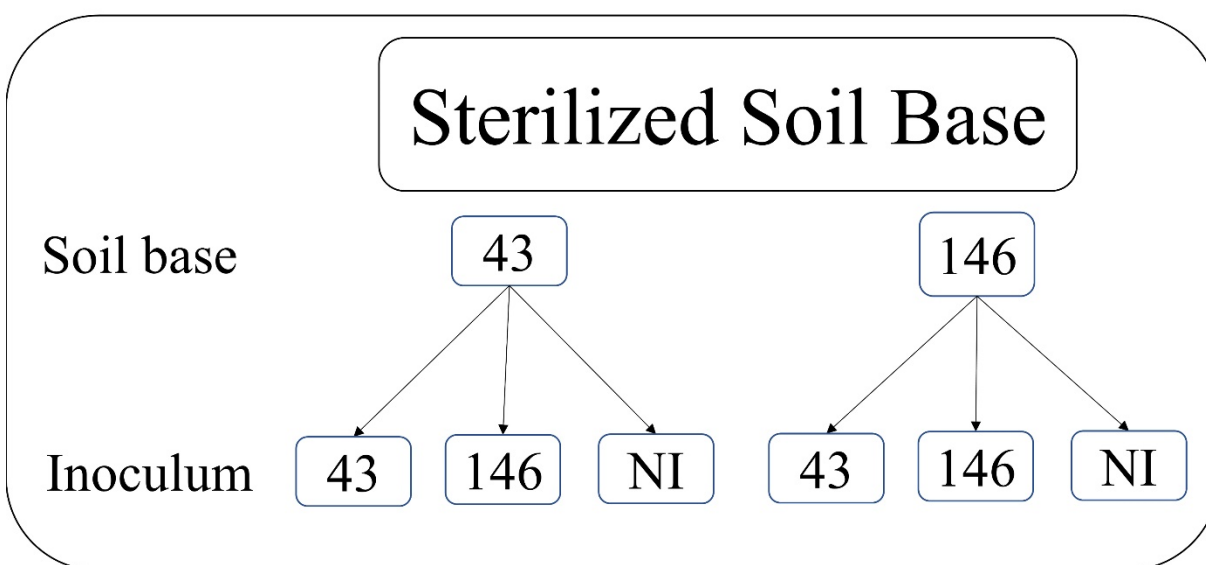 Sterilized Soil Base
Soil base
43
146
Inoculum
43
146
NI
43
146
NI